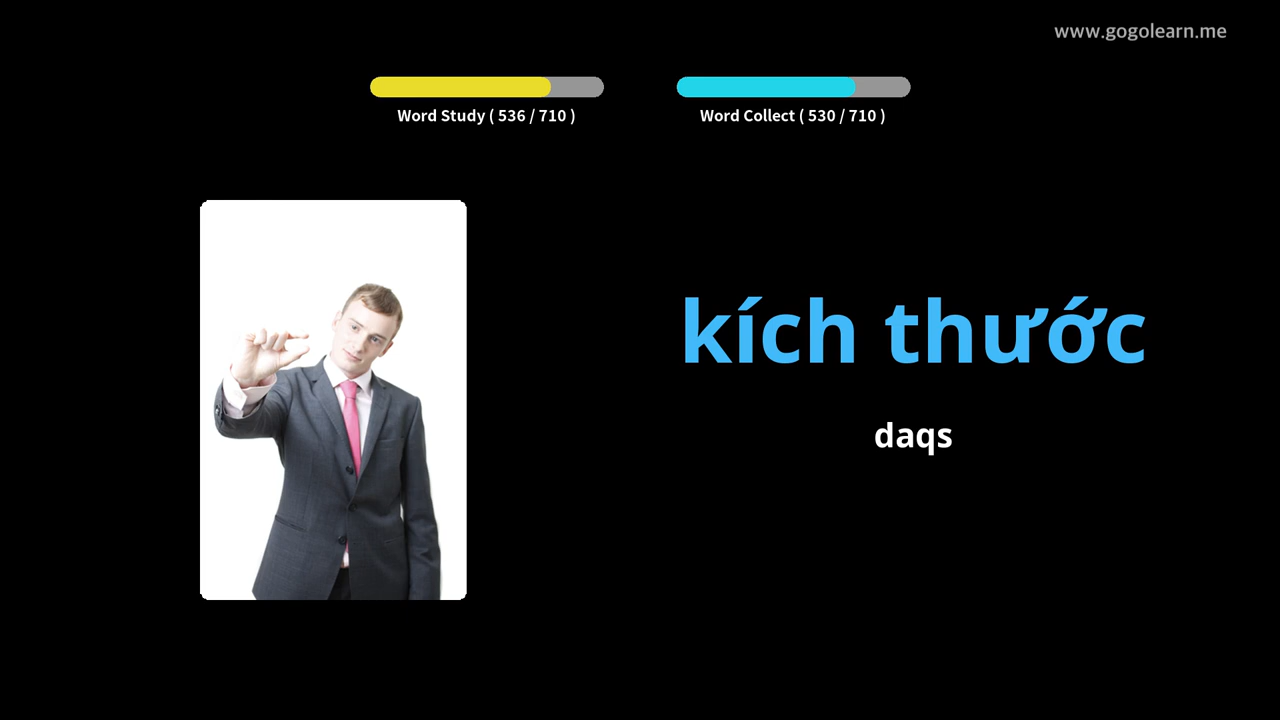 www.gogolearn.me
Word Study ( 536 / 710 )
Word Collect ( 530 / 710 )
kích thước
daqs